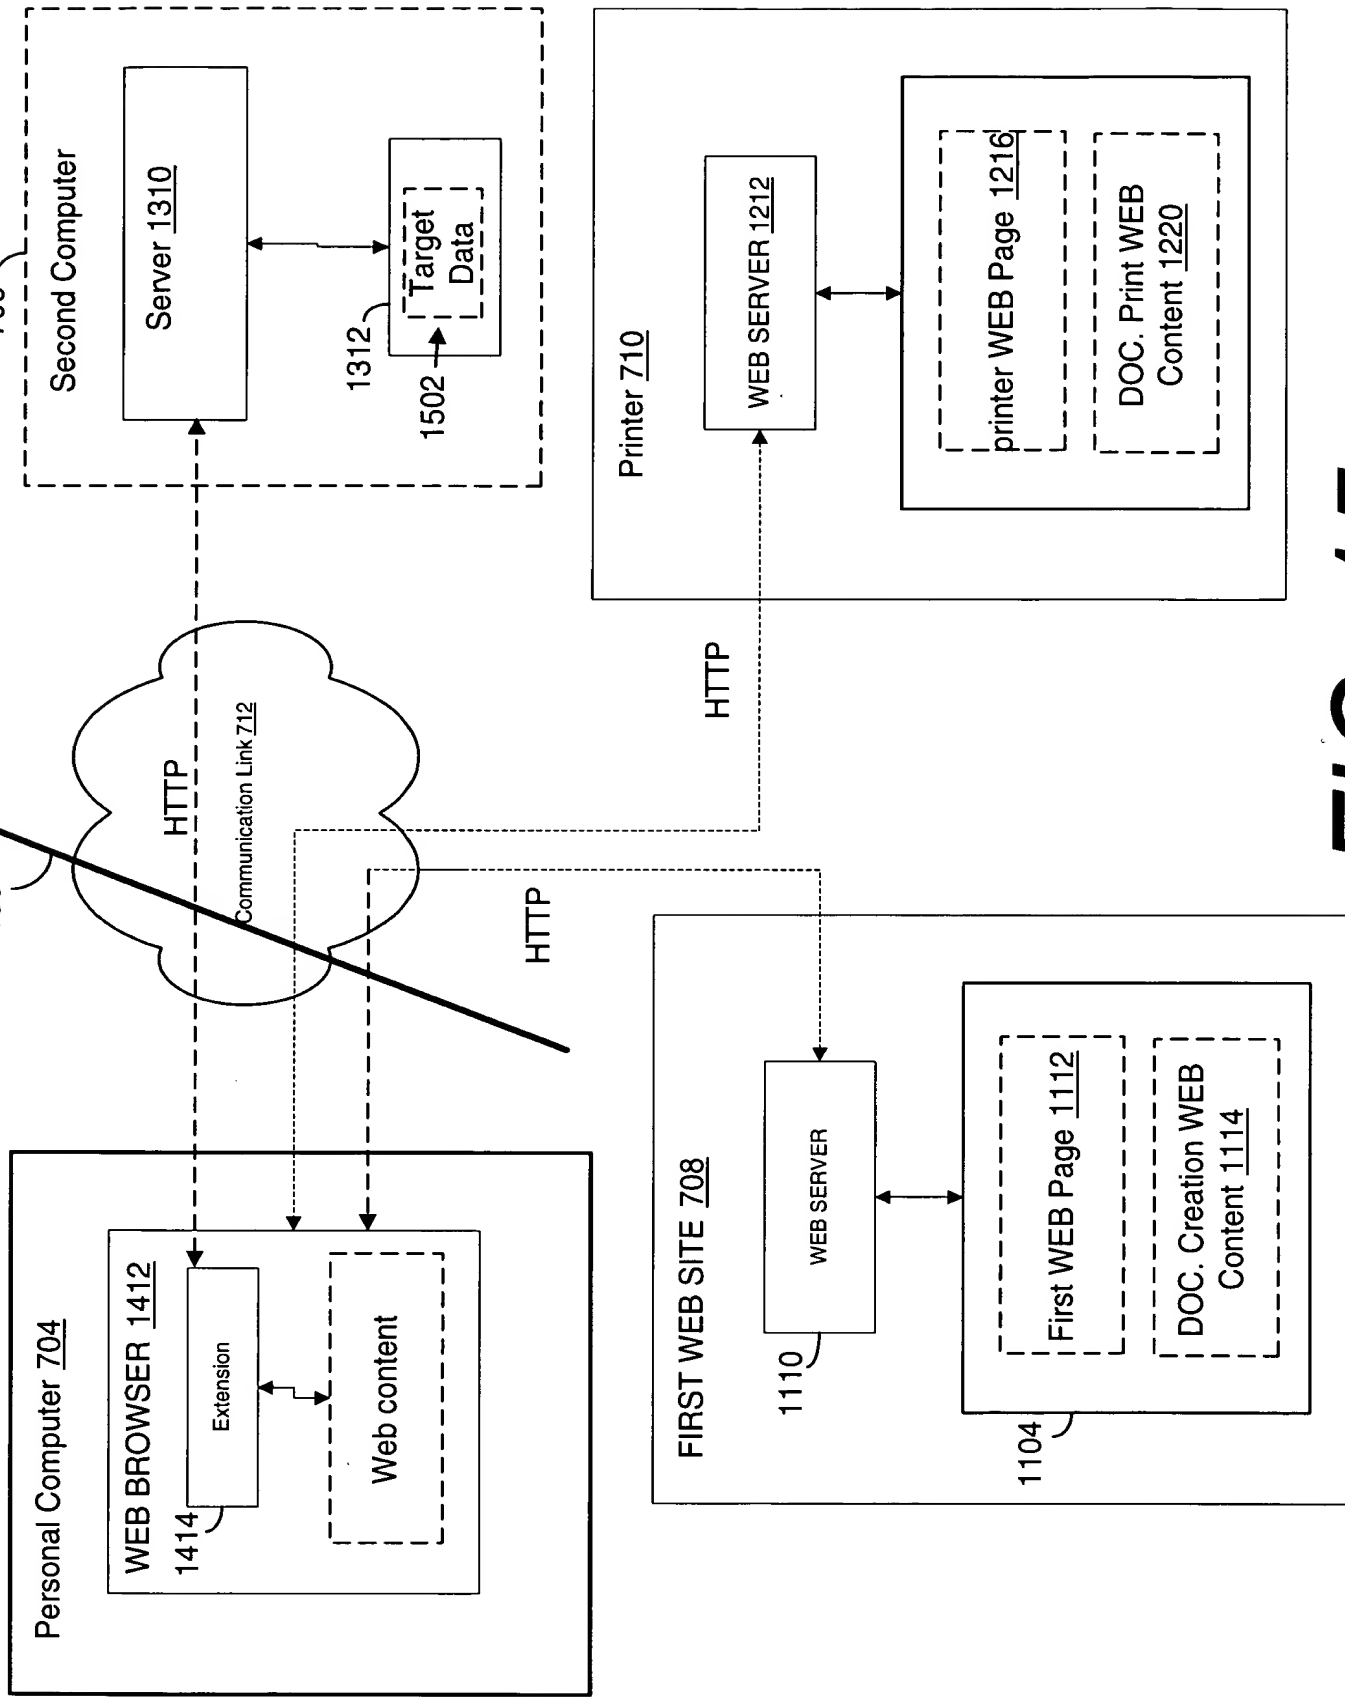 Personal Computer 704
WEB BROWSER 1412
1414
Extension
Web content
HTTP
Communication Link 712
HTTP
HTTP
Second Computer
Server 1310
1312
1502
Target
Data
FIRST WEB SITE 708
1110
WEB SERVER
1104
First WEB Page 1112
DOC. Creation WEB
Content 1114
Printer 710
WEB SERVER 1212
printer WEB Page 1216
DOC. Print WEB
Content 1220